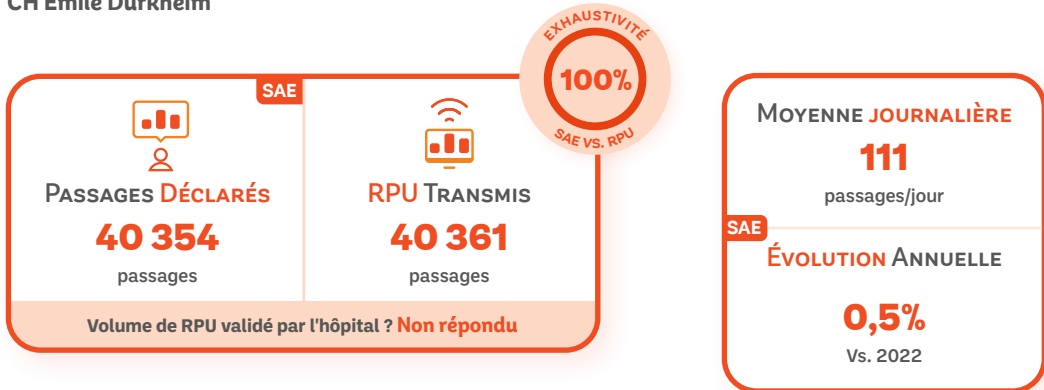 CH Emile Durkheim
EXHAUSTIVITÉ
100%
SAE VS. RPU
SAE
PASSAGES DÉCLARÉS
40 354
passages
RPU TRANSMIS
40 361
passages
Volume de RPU validé par l'hôpital ? Non répondu
MOYENNE JOURNALIÈRE
111
passages/jour
SAE
ÉVOLUTION ANNUELLE
0,5%
Vs. 2022